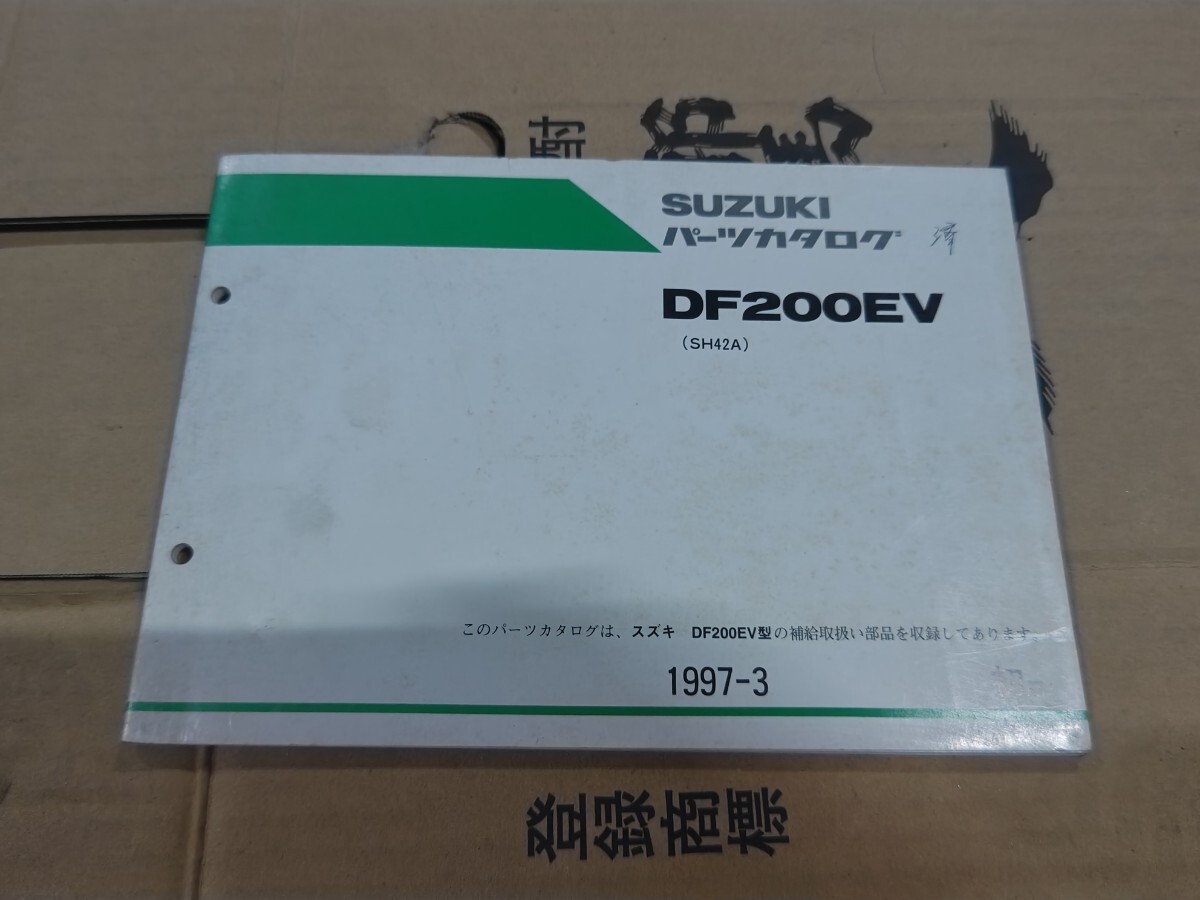 SUZUKI
パーツカタログ 済
DF200EV
(SH42A)
このパーツカタログは、スズキ DF200EV型の補給取扱い部品を収録してあります。
1997-3
登録商標